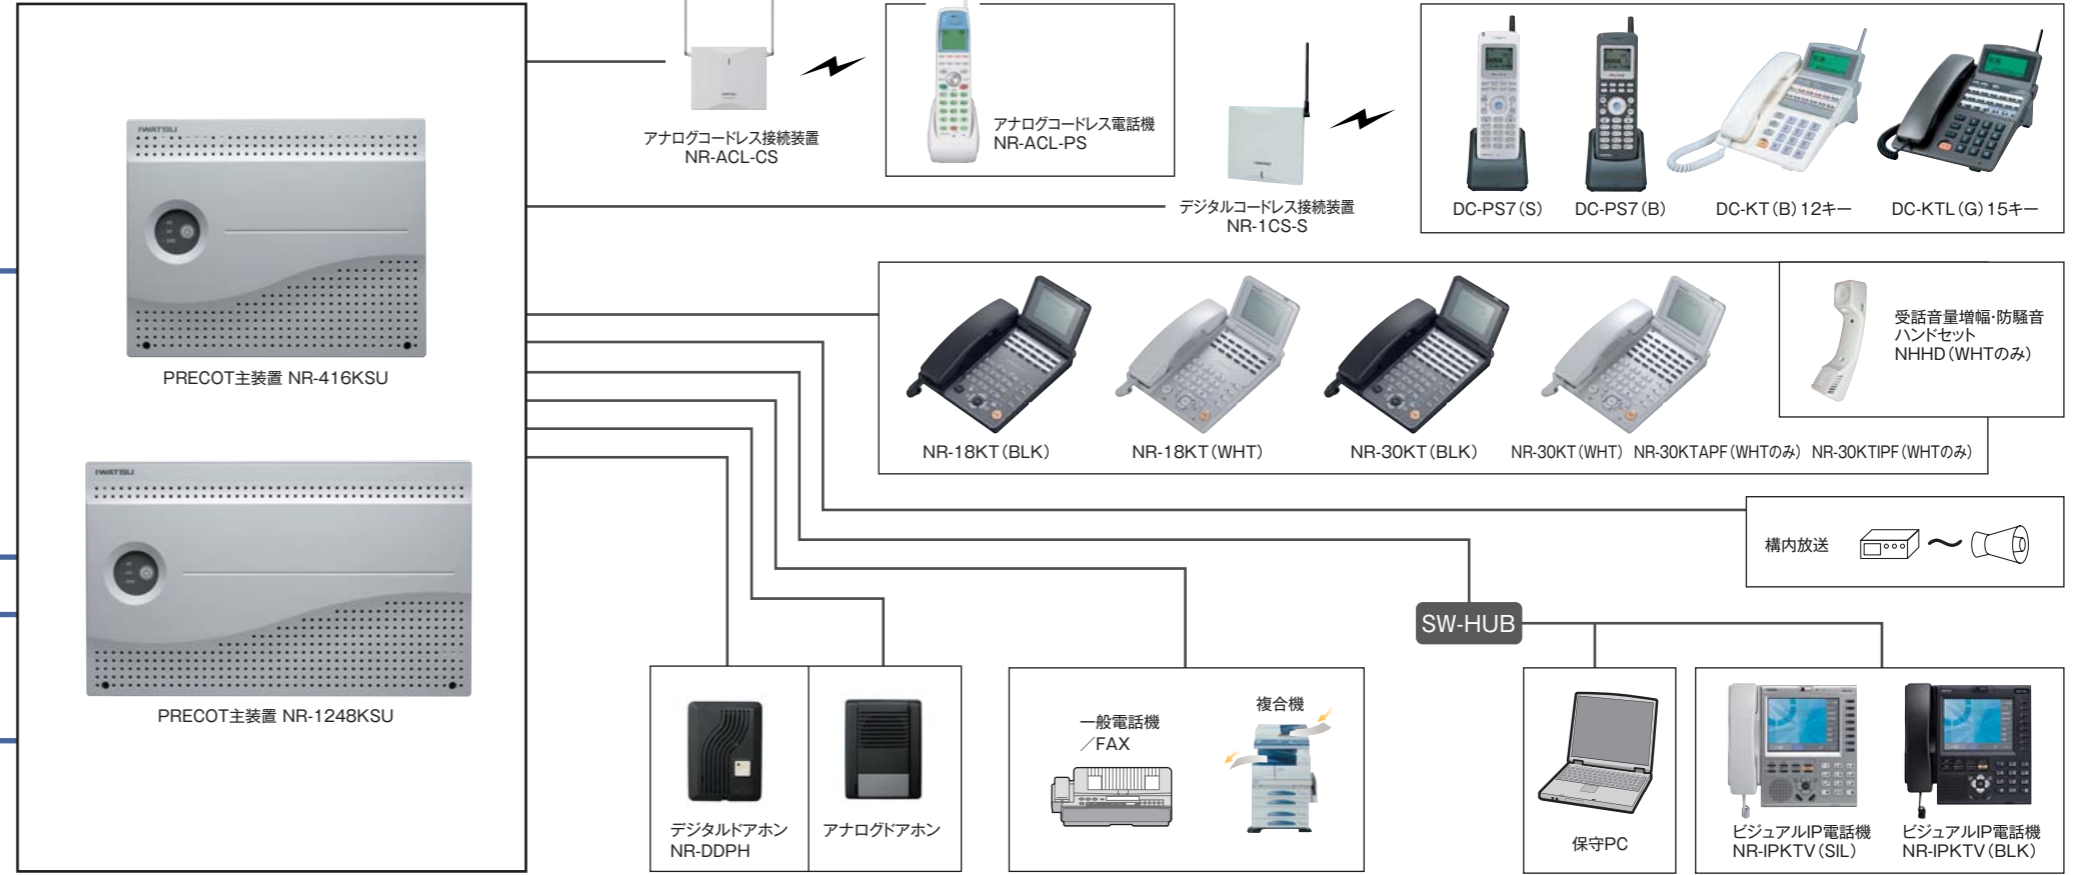 IWATSU
PRECOT主装置 NR-416KSU
IWATSU
PRECOT主装置 NR-1248KSU
アナログコードレス接続装置
NR-ACL-CS
アナログコードレス電話機
NR-ACL-PS
デジタルコードレス接続装置
NR-1CS-S
DC-PS7(S)
DC-PS7(B)
DC-KT(B)12キー
DC-KTL(G)15キー
NR-18KT(BLK)
NR-18KT(WHT)
NR-30KT(BLK)
NR-30KT(WHT)
NR-30KTAPF(WHTのみ)
NR-30KTIPF(WHTのみ)
受話音量増幅・防騒音
ハンドセット
NHHD(WHTのみ)
構内放送
SW-HUB
デジタルドアホン
NR-DDPH
アナログドアホン
一般電話機
/FAX
複合機
保守PC
ビジュアルIP電話機
NR-IPKTV(SIL)
ビジュアルIP電話機
NR-IPKTV(BLK)